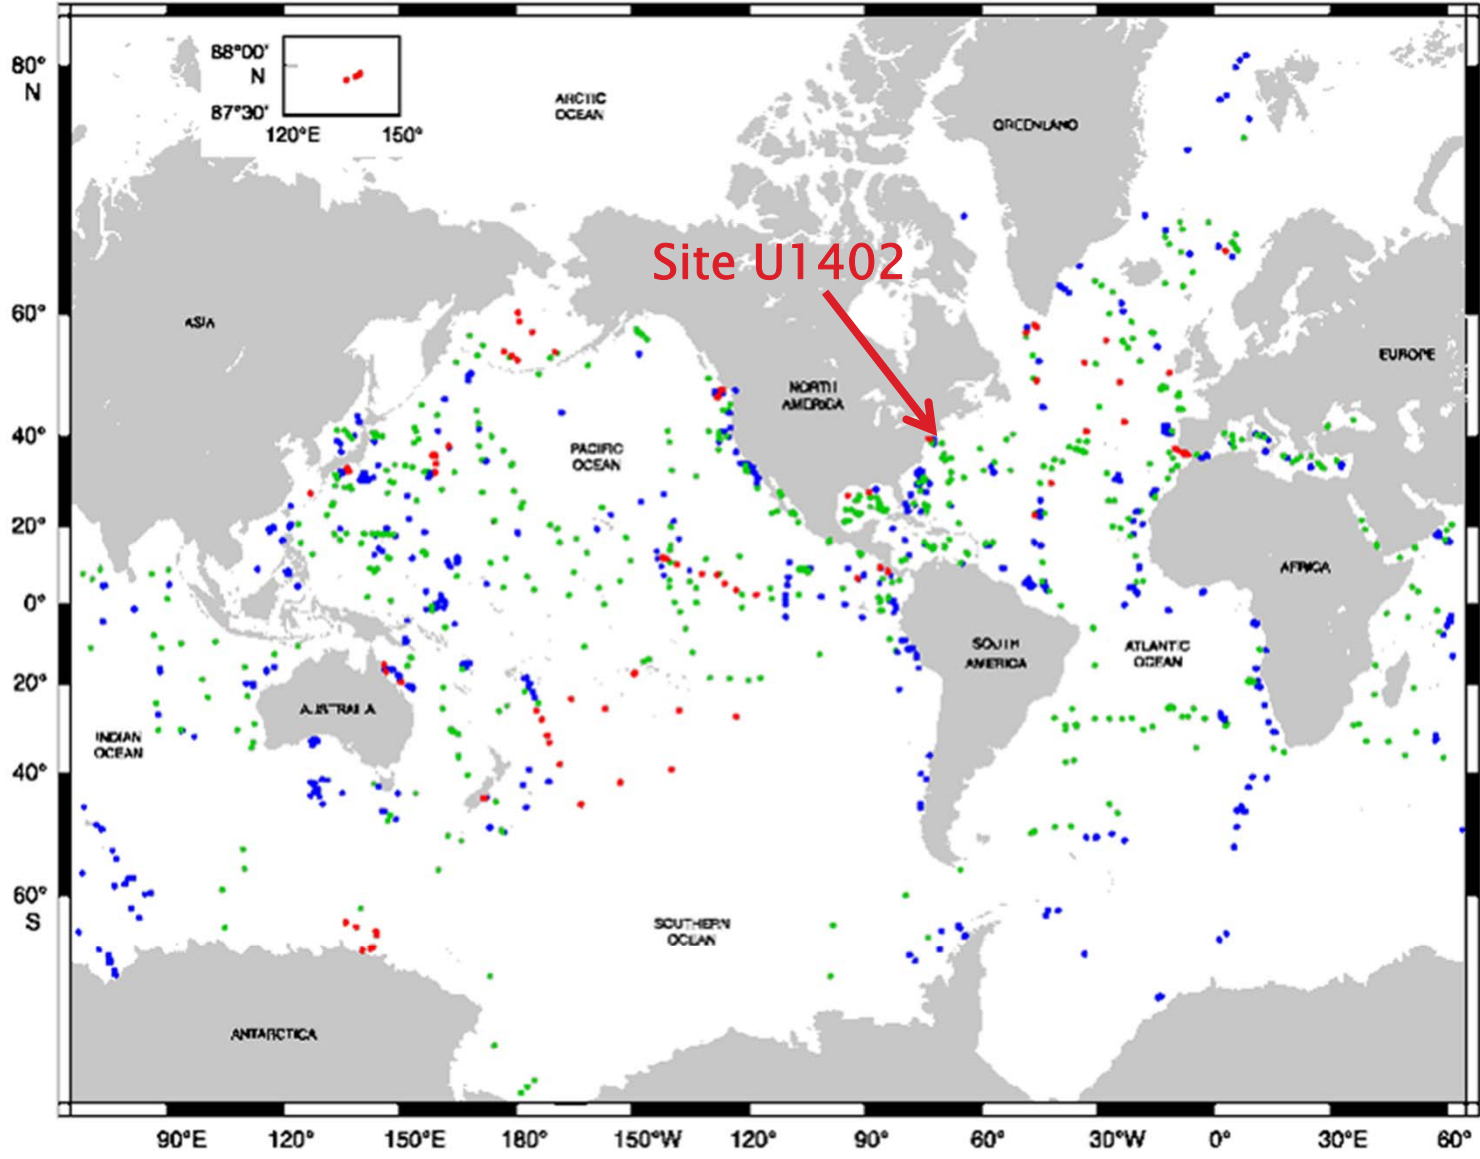 88°00'
80°
N
N
ARCTIC
OCEAN
GREENLAND
87°30'
120°E
150°
Site U1402
60°
ASIA
EUROPE
NORTH
AMERICA
40°
PACIFIC
OCEAN
20°
AFRICA
0°
SOUTH
AMERICA
ATLANTIC
OCEAN
20°
AUSTRALIA
INDIAN
OCEAN
40°
60°
S
SOUTHERN
OCEAN
ANTARCTICA
90°E
120°
150°E
180°
150°W
120°
90°
60°
30°W
0°
30°E
60°